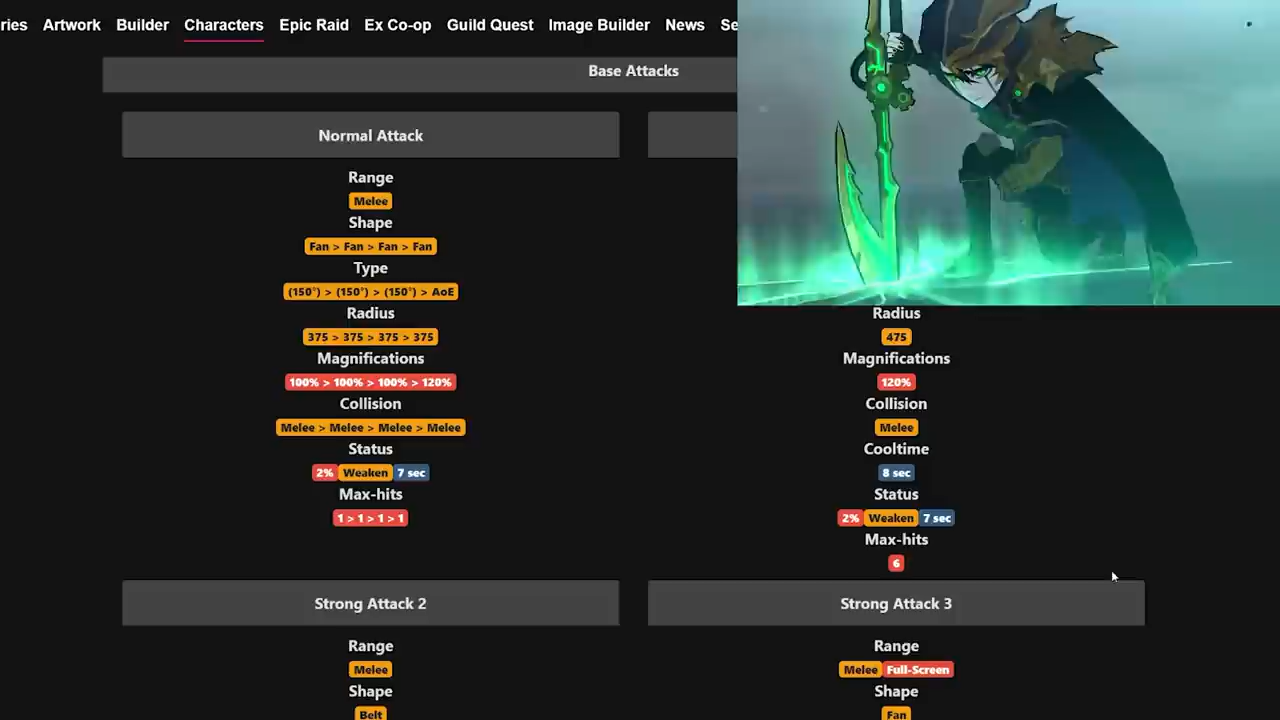 ries Artwork Builder Characters Epic Raid Ex Co-op Guild Quest Image Builder News Se
Base Attacks
Normal Attack
Range
Melee
Shape
Fan > Fan > Fan > Fan
Type
(150°) > (150°) > (150°) > AoE
Radius
375 > 375 > 375 > 375
Magnifications
100% > 100% > 100% > 120%
Collision
Melee > Melee > Melee > Melee
Status
2% Weaken 7 sec
Max-hits
1 > 1 > 1 > 1
Radius
475
Magnifications
120%
Collision
Melee
Cooltime
8 sec
Status
2% Weaken 7 sec
Max-hits
6
Strong Attack 2
Range
Melee
Shape
Belt
Strong Attack 3
Range
Melee Full-Screen
Shape
Fan